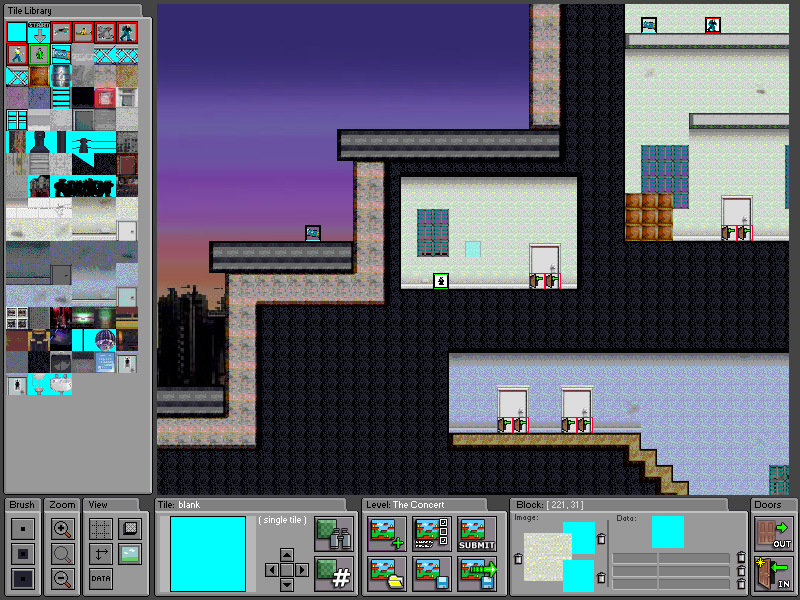 Tile Library
START
Brush
Zoom
View
DATA
Tile: blank
( single tile )
#
Level: The Concert
SUBMIT
Block: [ 221, 31 ]
Image:
Data:
Doors
OUT
IN